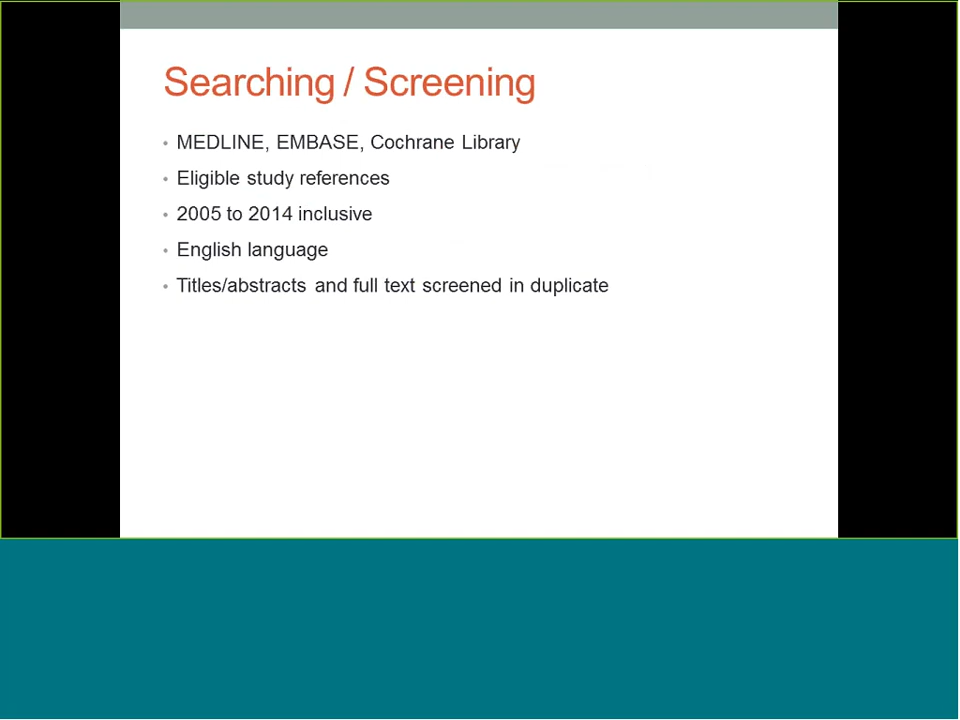 Searching / Screening
• MEDLINE, EMBASE, Cochrane Library
• Eligible study references
• 2005 to 2014 inclusive
• English language
• Titles/abstracts and full text screened in duplicate